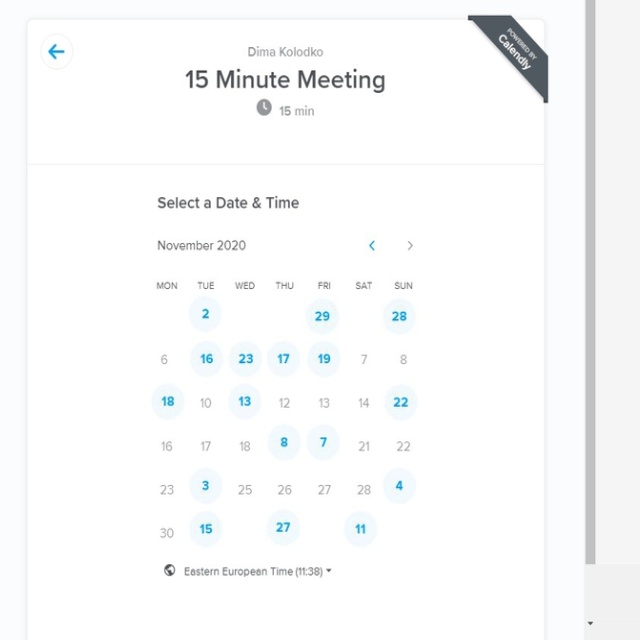 Dima Kolodko
POWERED BY
Calendly
15 Minute Meeting
15 min
Select a Date & Time
November 2020
MON TUE WED THU FRI SAT SUN
2 29 28
6 16 23 17 19 7 8
18 10 13 12 13 14 22
16 17 18 8 7 21 22
23 3 25 26 27 28 4
30 15 27 11
Eastern European Time (11:38)